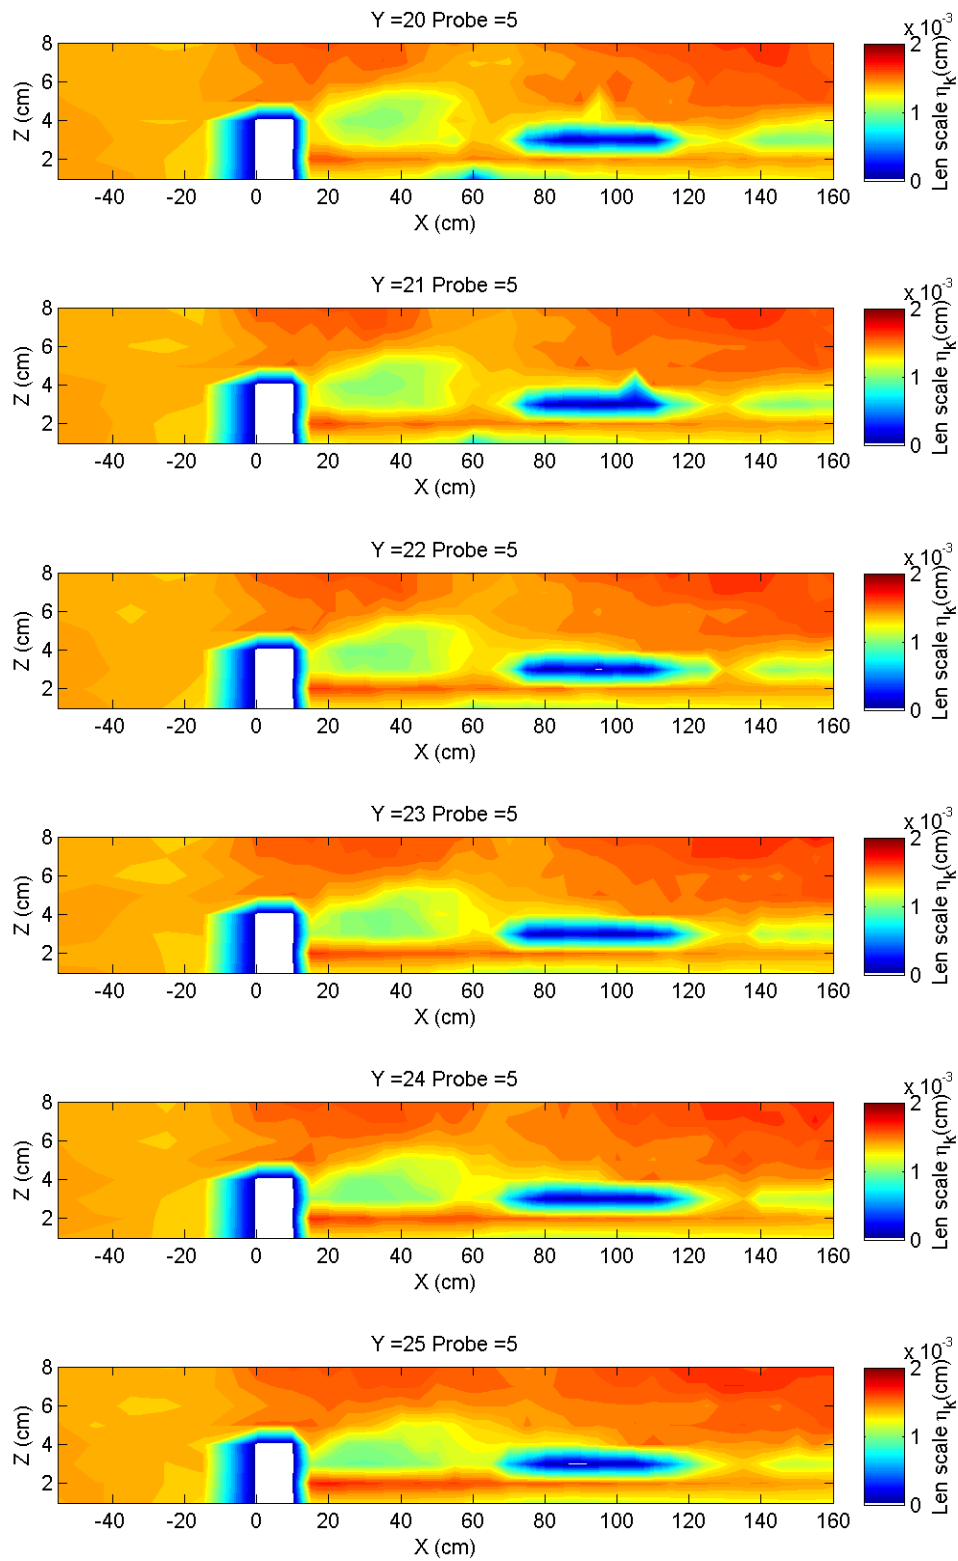 Y =20 Probe =5
x 10⁻³
8
6
4
2
Z (cm)
-40 -20 0 20 40 60 80 100 120 140 160
X (cm)
2
1
0
Len scale ηk(cm)
Y =21 Probe =5
x 10⁻³
8
6
4
2
Z (cm)
-40 -20 0 20 40 60 80 100 120 140 160
X (cm)
2
1
0
Len scale ηk(cm)
Y =22 Probe =5
x 10⁻³
8
6
4
2
Z (cm)
-40 -20 0 20 40 60 80 100 120 140 160
X (cm)
2
1
0
Len scale ηk(cm)
Y =23 Probe =5
x 10⁻³
8
6
4
2
Z (cm)
-40 -20 0 20 40 60 80 100 120 140 160
X (cm)
2
1
0
Len scale ηk(cm)
Y =24 Probe =5
x 10⁻³
8
6
4
2
Z (cm)
-40 -20 0 20 40 60 80 100 120 140 160
X (cm)
2
1
0
Len scale ηk(cm)
Y =25 Probe =5
x 10⁻³
8
6
4
2
Z (cm)
-40 -20 0 20 40 60 80 100 120 140 160
X (cm)
2
1
0
Len scale ηk(cm)